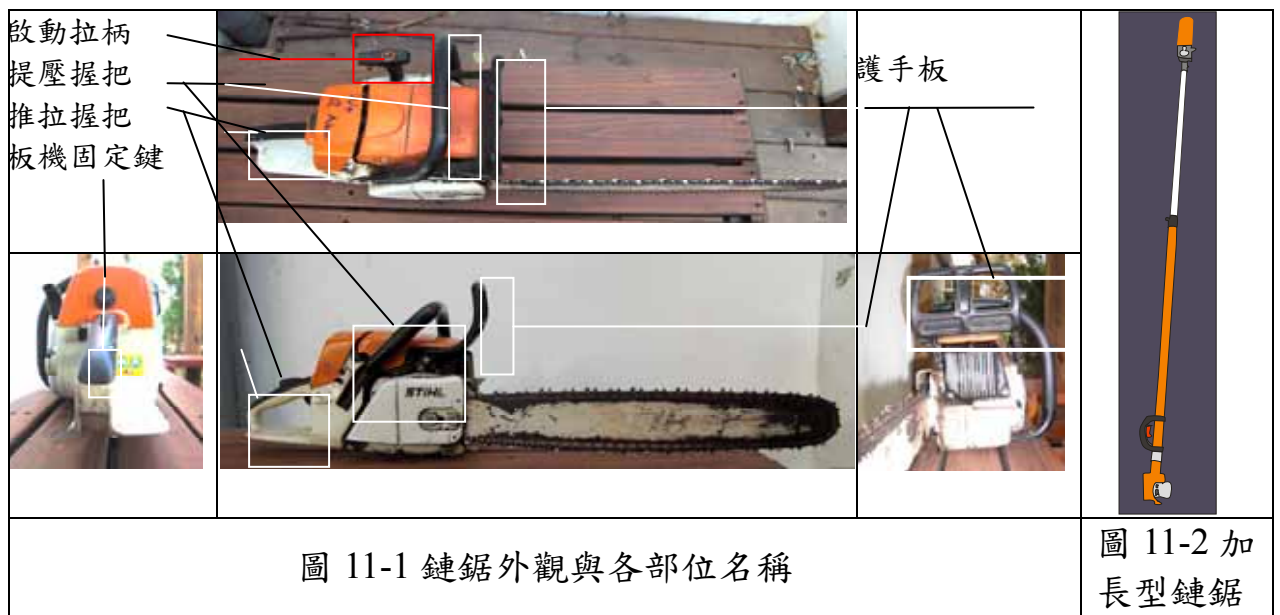 啟動拉柄
提壓握把
推拉握把
板機固定鍵
護手板
STIHL
圖 11-1 鏈鋸外觀與各部位名稱
圖 11-2 加
長型鏈鋸